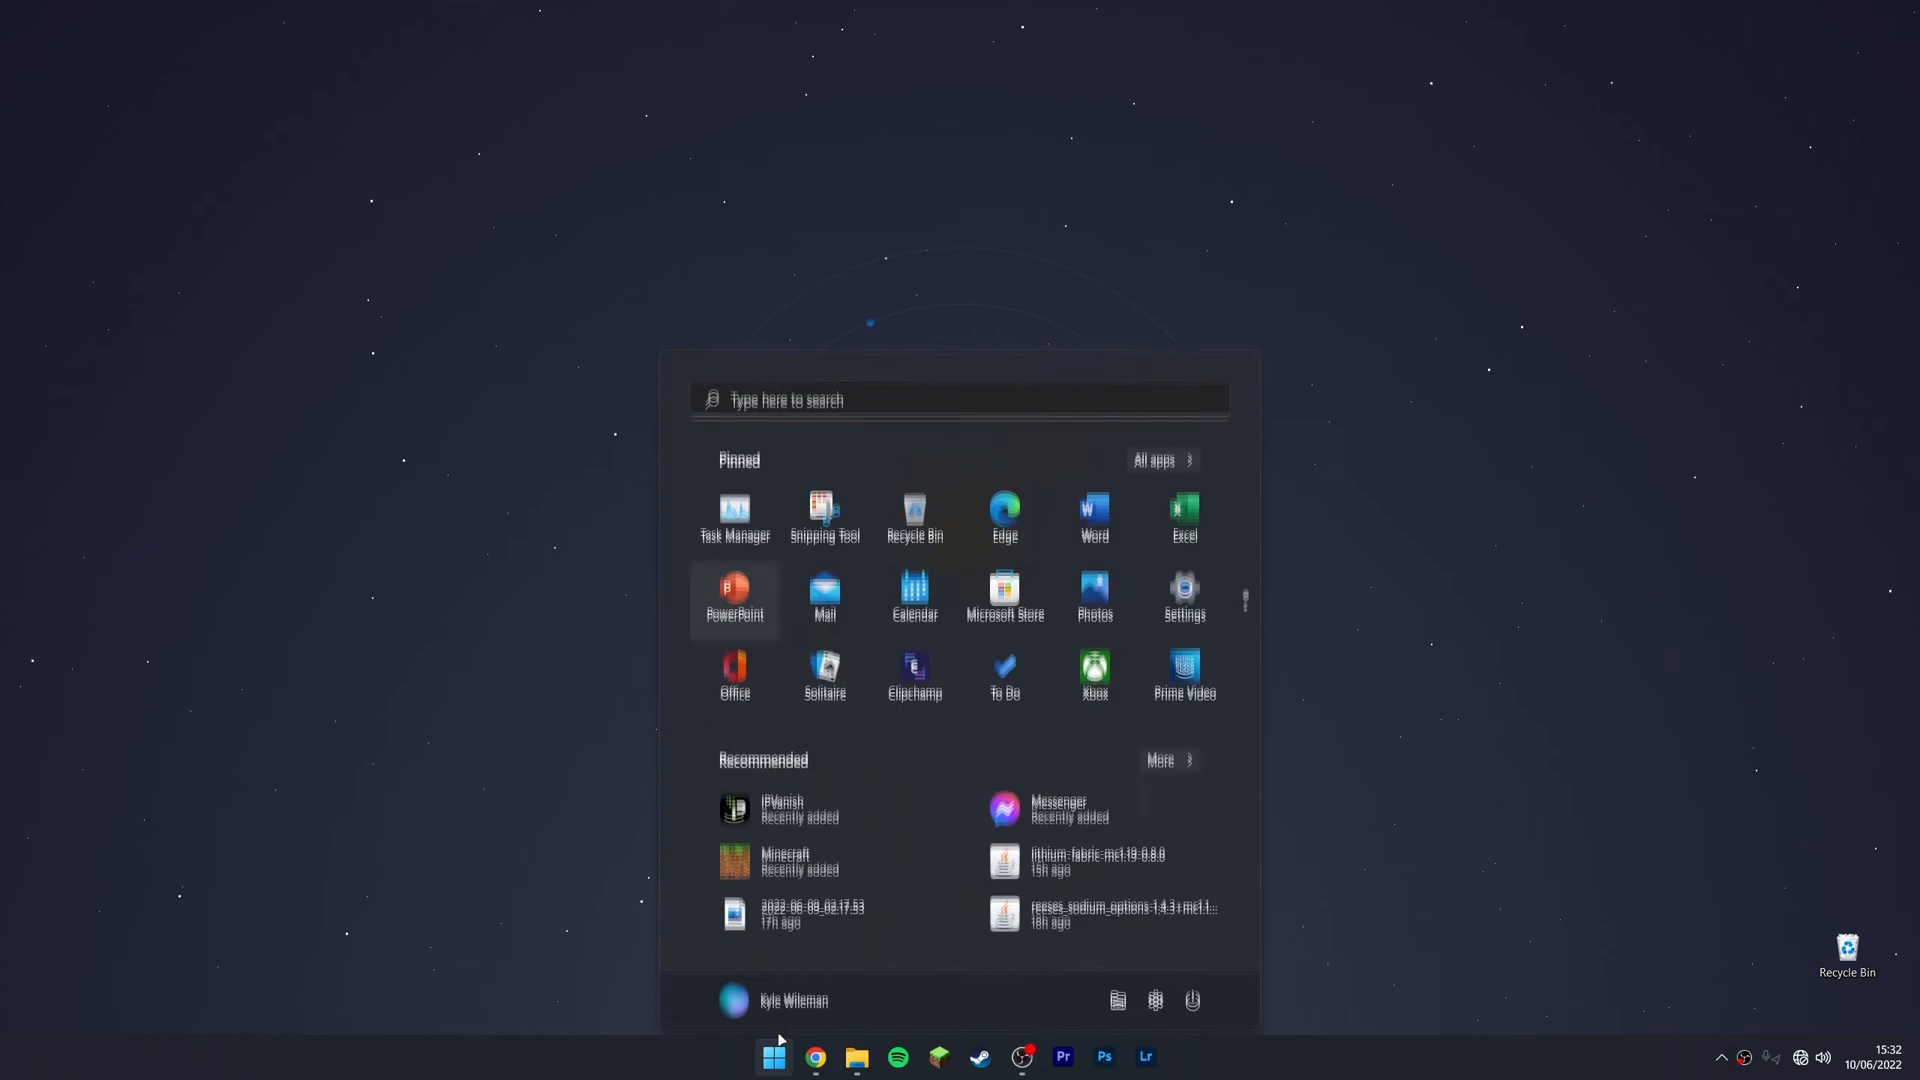 Type here to search
Pinned
All apps
Task Manager
Snipping Tool
Recycle Bin
Edge
Word
Excel
PowerPoint
Mail
Calendar
Microsoft Store
Photos
Settings
Office
Solitaire
Clipchamp
To Do
Xbox
Prime Video
Recommended
More
IPVanish
Recently added
Messenger
Recently added
Minecraft
Recently added
lithium-fabric-mc1.19-0.8.0
15h ago
2022-06-09_02.17.53
17h ago
reeses_sodium_options-1.4.3+mc1.1...
18h ago
Kyle Wileman
Recycle Bin
Pr
Ps
Lr
15:32
10/06/2022